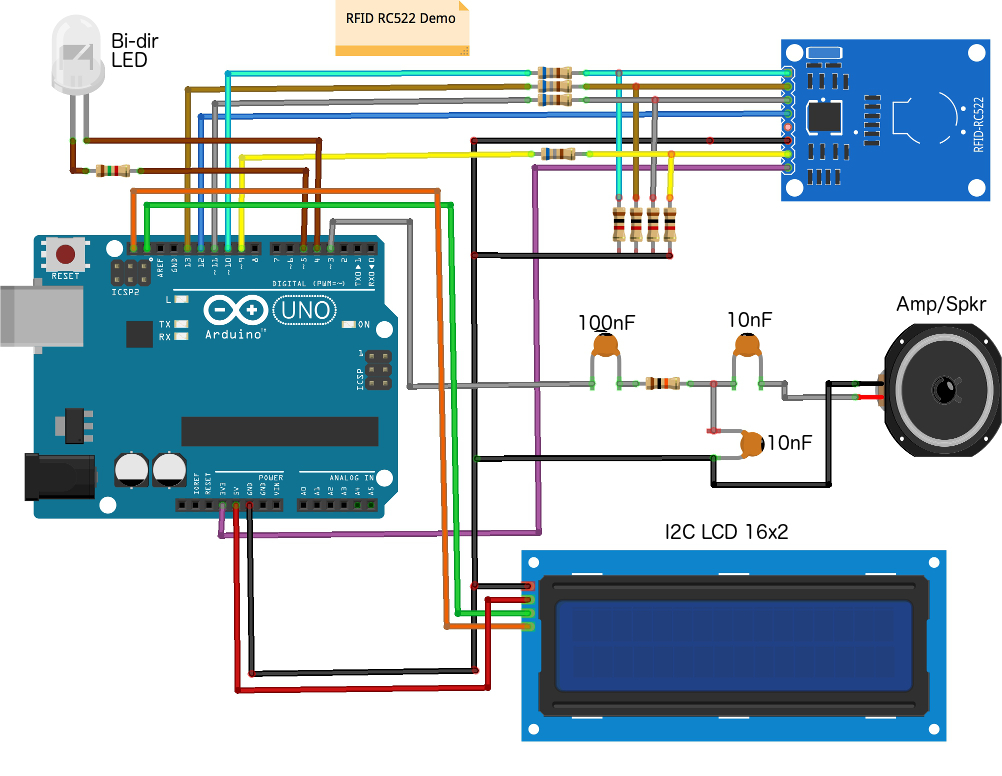 RFID RC522 Demo
Bi-dir
LED
RFID-RC522
RESET
ICSP2
AREF
GND
13
12
~11
~10
~9
8
7
~6
~5
4
~3
2
TXD▶1
RXD◀0
DIGITAL (PWM=~)
L
TX
RX
Arduino™
UNO
ON
1
ICSP
100nF
10nF
Amp/Spkr
10nF
POWER
ANALOG IN
IOREF
RESET
3V3
5V
GND
GND
VIN
A0
A1
A2
A3
A4
A5
I2C LCD 16x2